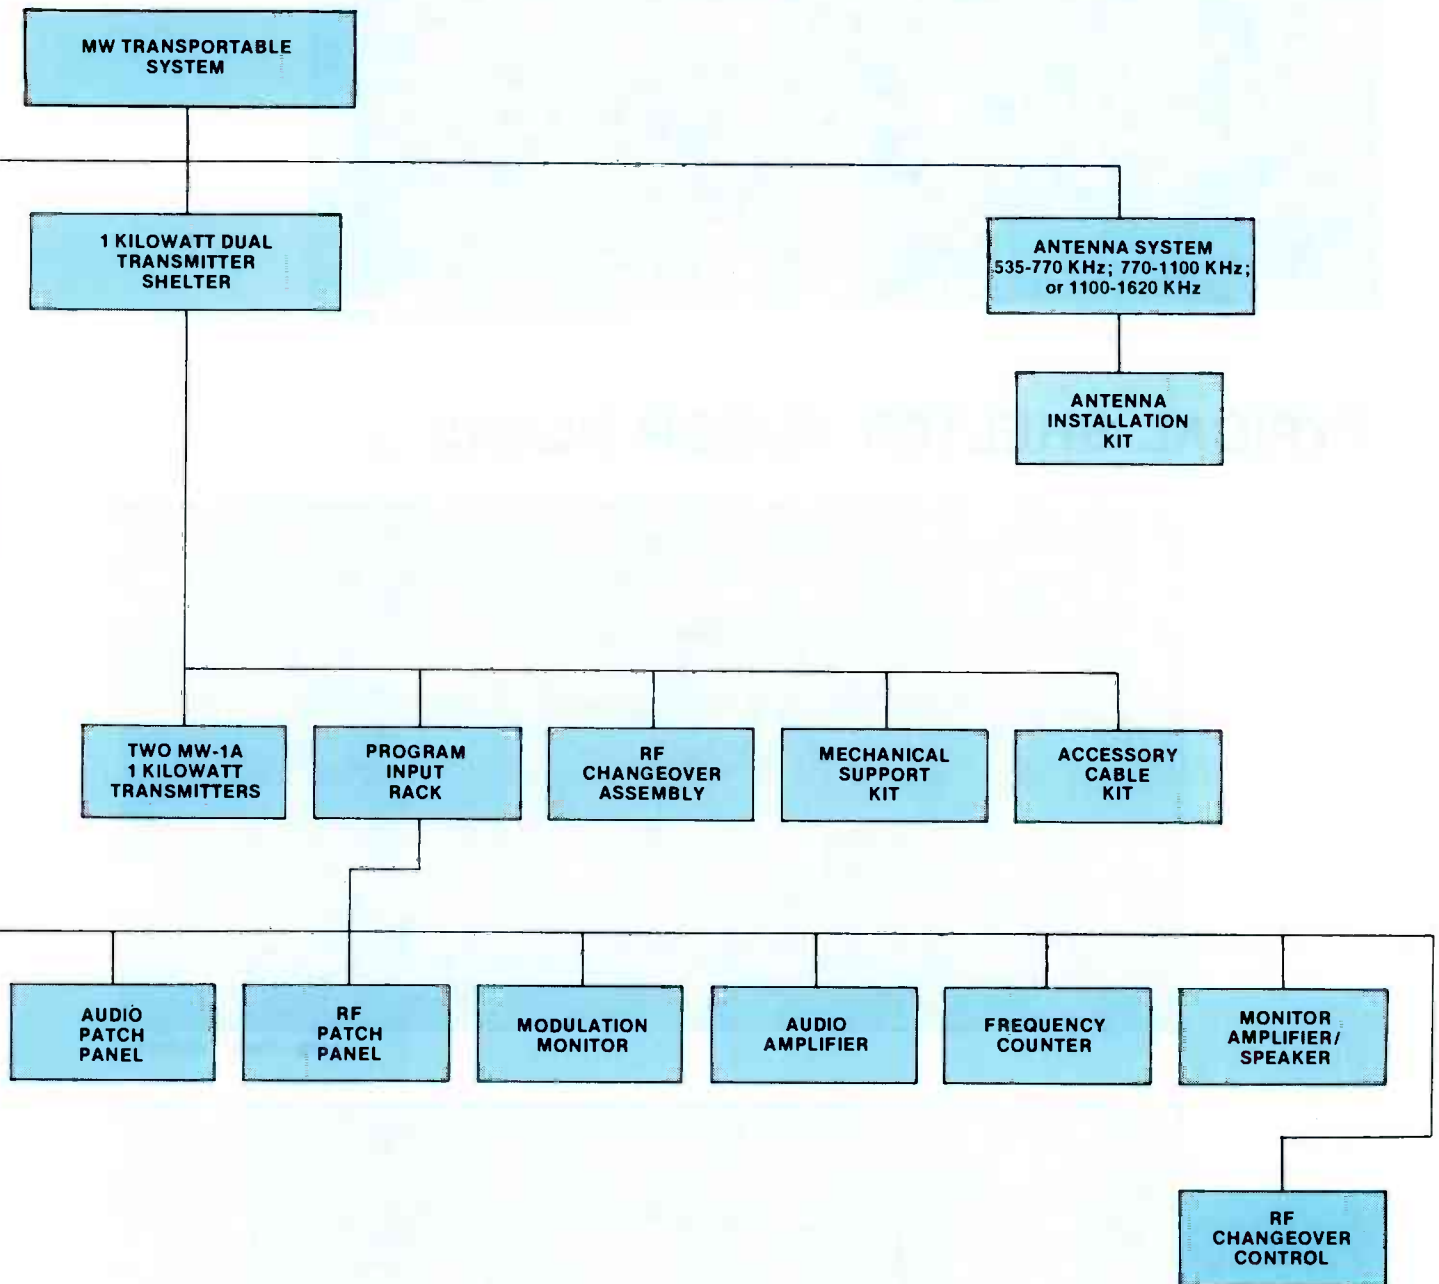 MW TRANSPORTABLE
SYSTEM
1 KILOWATT DUAL
TRANSMITTER
SHELTER
ANTENNA SYSTEM
535-770 KHz; 770-1100 KHz;
or 1100-1620 KHz
ANTENNA
INSTALLATION
KIT
TWO MW-1A
1 KILOWATT
TRANSMITTERS
PROGRAM
INPUT
RACK
RF
CHANGEOVER
ASSEMBLY
MECHANICAL
SUPPORT
KIT
ACCESSORY
CABLE
KIT
AUDIO
PATCH
PANEL
RF
PATCH
PANEL
MODULATION
MONITOR
AUDIO
AMPLIFIER
FREQUENCY
COUNTER
MONITOR
AMPLIFIER/
SPEAKER
RF
CHANGEOVER
CONTROL